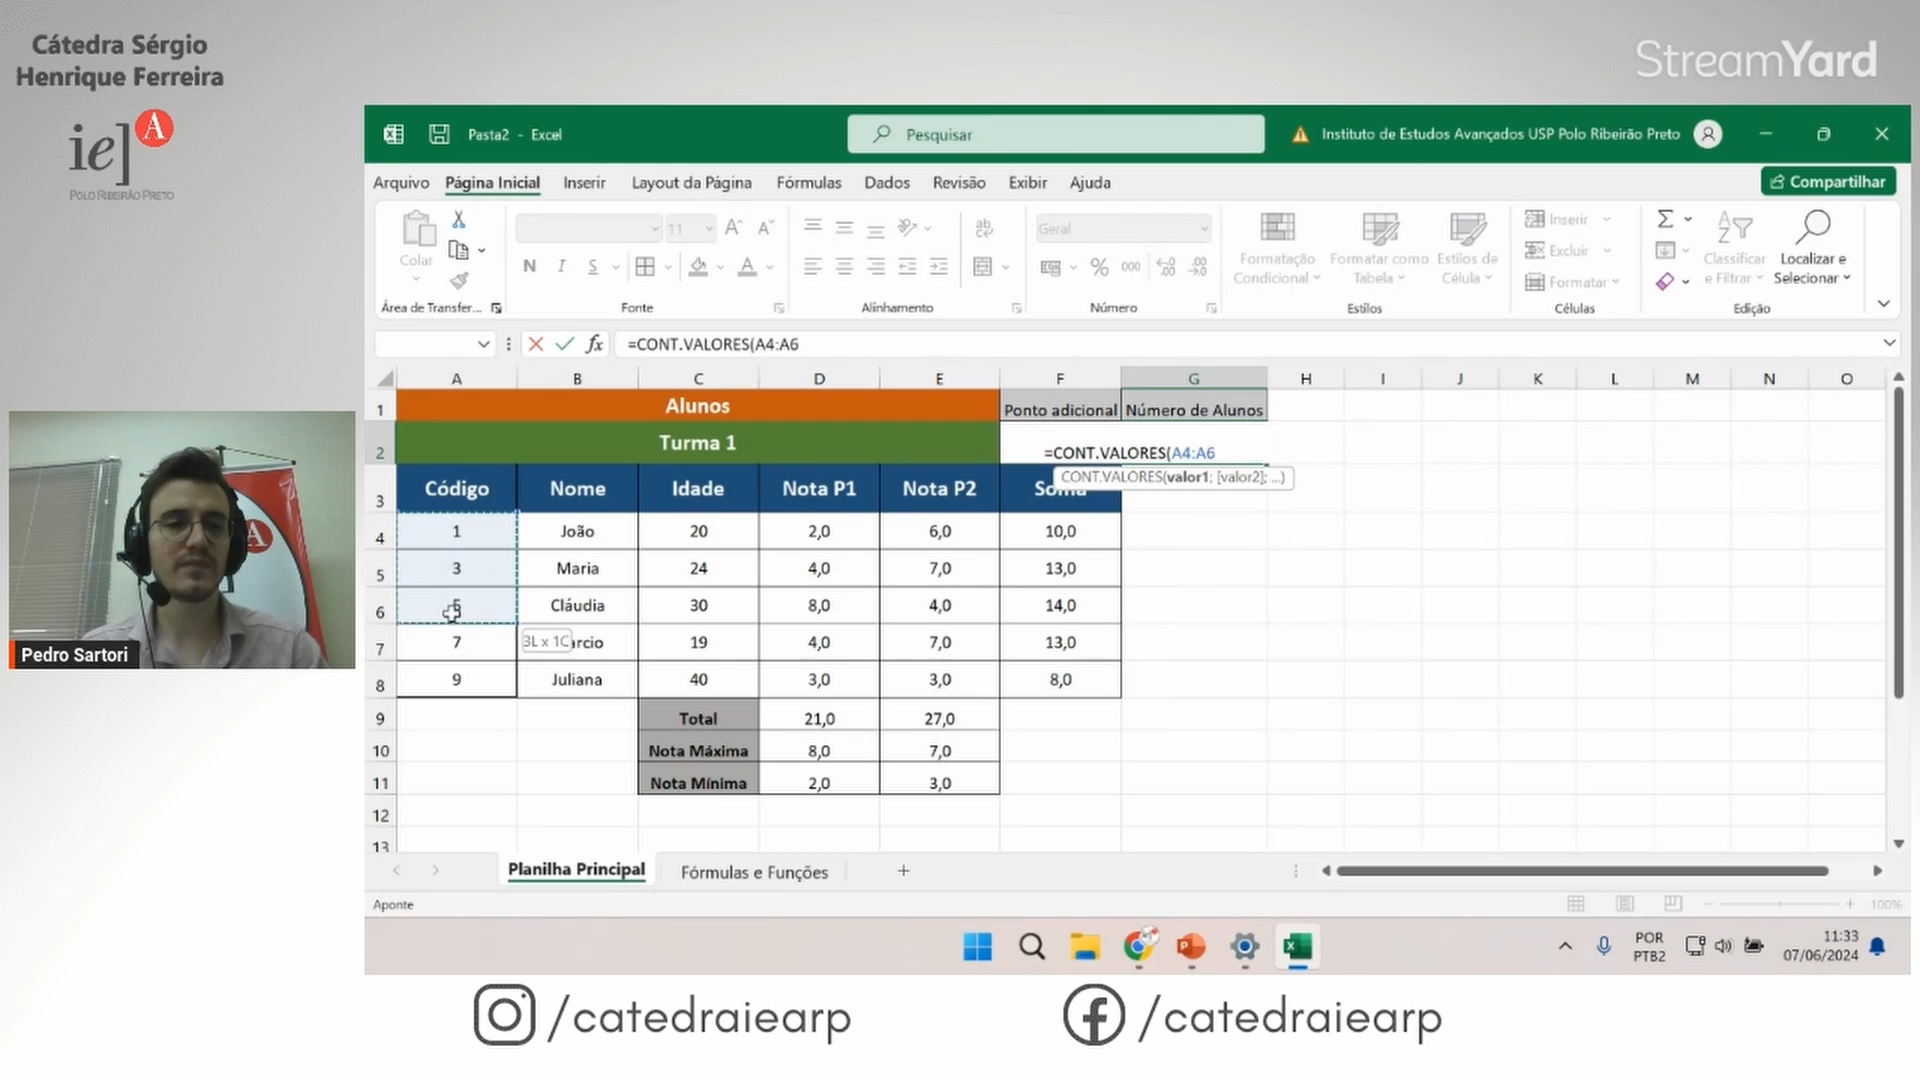 Cátedra Sérgio
Henrique Ferreira
ie] A
POLO RIBEIRÃO PRETO
StreamYard
Pasta2 - Excel
Pesquisar
Instituto de Estudos Avançados USP Polo Ribeirão Preto
Arquivo Página Inicial Inserir Layout da Página Fórmulas Dados Revisão Exibir Ajuda
Compartilhar
Colar
Área de Transfer...
11
N I S
Fonte
ab
Alinhamento
Geral
% 000
Número
Formatação Condicional
Formatar como Tabela
Estilos de Célula
Estilos
Inserir
Excluir
Formatar
Células
Classificar e Filtrar
Localizar e Selecionar
Edição
fx =CONT.VALORES(A4:A6
A B C D E F G H I J K L M N O
1 Alunos Ponto adicional Número de Alunos
2 Turma 1 =CONT.VALORES(A4:A6
CONT.VALORES(valor1; [valor2]; ...)
3 Código Nome Idade Nota P1 Nota P2 Soma
4 1 João 20 2,0 6,0 10,0
5 3 Maria 24 4,0 7,0 13,0
6 5 Cláudia 30 8,0 4,0 14,0
7 7 3L x 1C rcio 19 4,0 7,0 13,0
8 9 Juliana 40 3,0 3,0 8,0
9 Total 21,0 27,0
10 Nota Máxima 8,0 7,0
11 Nota Mínima 2,0 3,0
12
13
Planilha Principal Fórmulas e Funções +
Aponte
100%
POR
PTB2
11:33
07/06/2024
Pedro Sartori
/catedraiearp
/catedraiearp